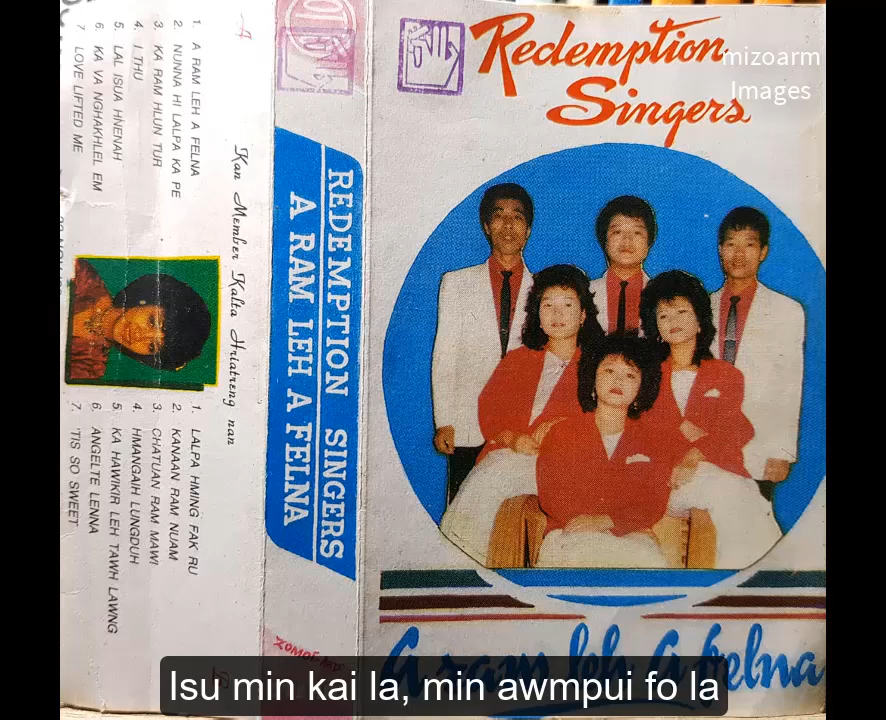 Redemption
Singers
mizoarm
Images
A ram leh A felna
REDEMPTION SINGERS
A RAM LEH A FELNA
A
1. A RAM LEH A FELNA
2. NUNNA HI LALPA KA PE
3. KA RAM HLUN TUR
4. I THU
5. LAL ISUA HNENAH
6. KA VA NGHAKHLEL EM
7 LOVE LIFTED ME
Kan Member Kalta Hriatreng nan
1. LALPA HMING FAK RU
2. KANAAN RAM NUAM
3. CHATUAN RAM MAWI
4. HMANGAIH LUNGDUH
5. KA HAWIKIR LEH TAWH LAWNG
6. ANGELTE LENNA
7. 'TIS SO SWEET
Isu min kai la, min awmpui fo la